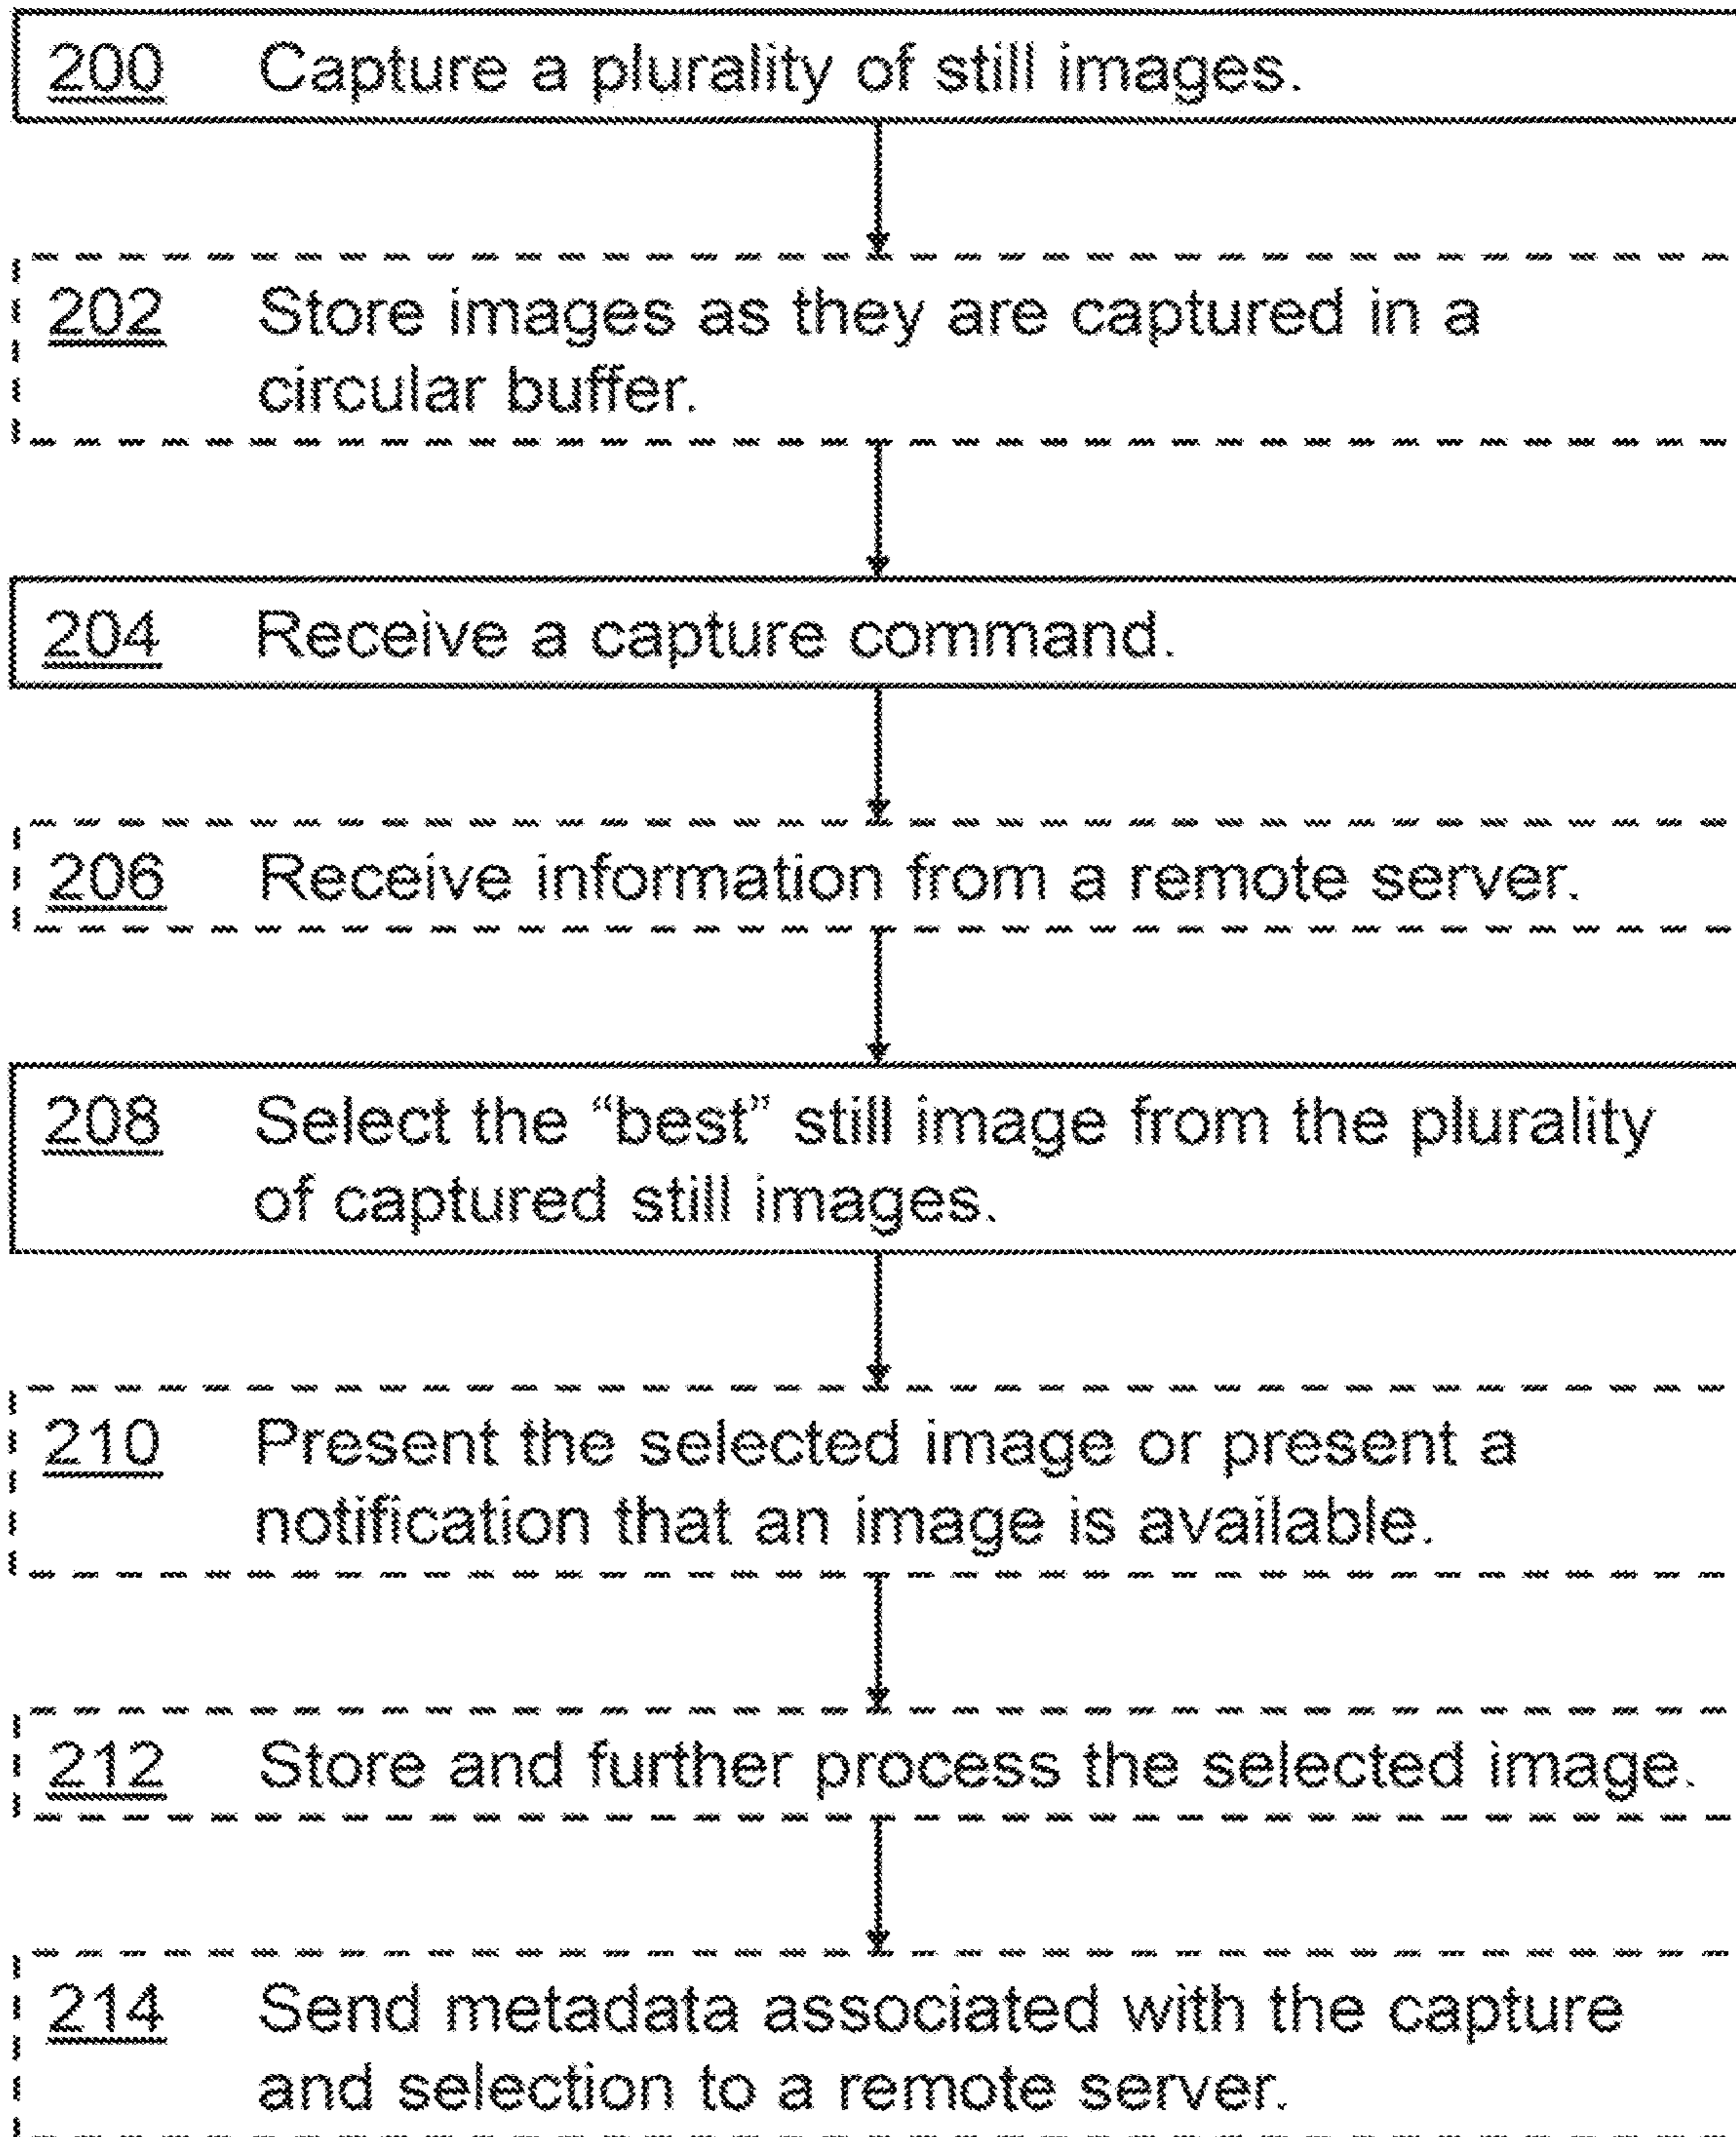 200 Capture a plurality of still images.
202 Store images as they are captured in a
circular buffer.
204 Receive a capture command.
206 Receive information from a remote server.
208 Select the “best” still image from the plurality
of captured still images.
210 Present the selected image or present a
notification that an image is available.
212 Store and further process the selected image.
214 Send metadata associated with the capture
and selection to a remote server.